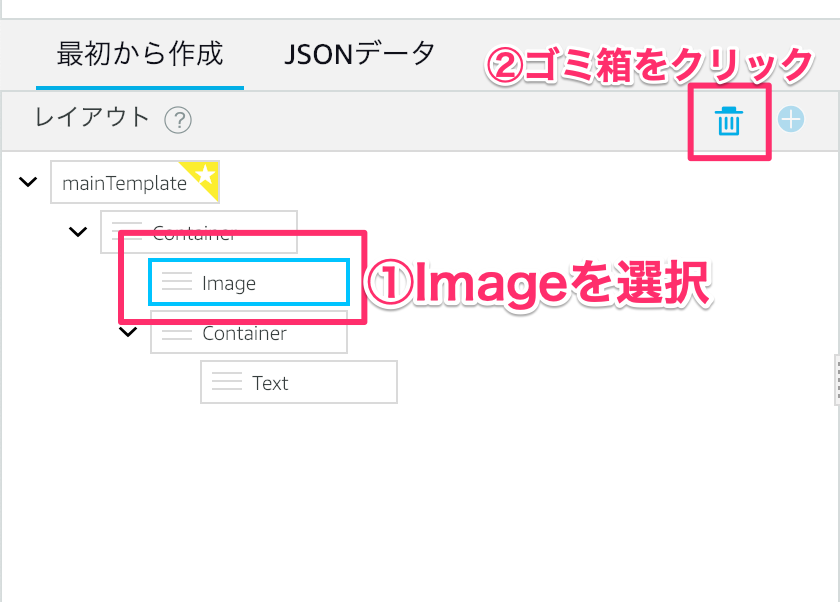 最初から作成 JSONデータ
②ゴミ箱をクリック
レイアウト ?
mainTemplate
Container
Image
①Imageを選択
Container
Text